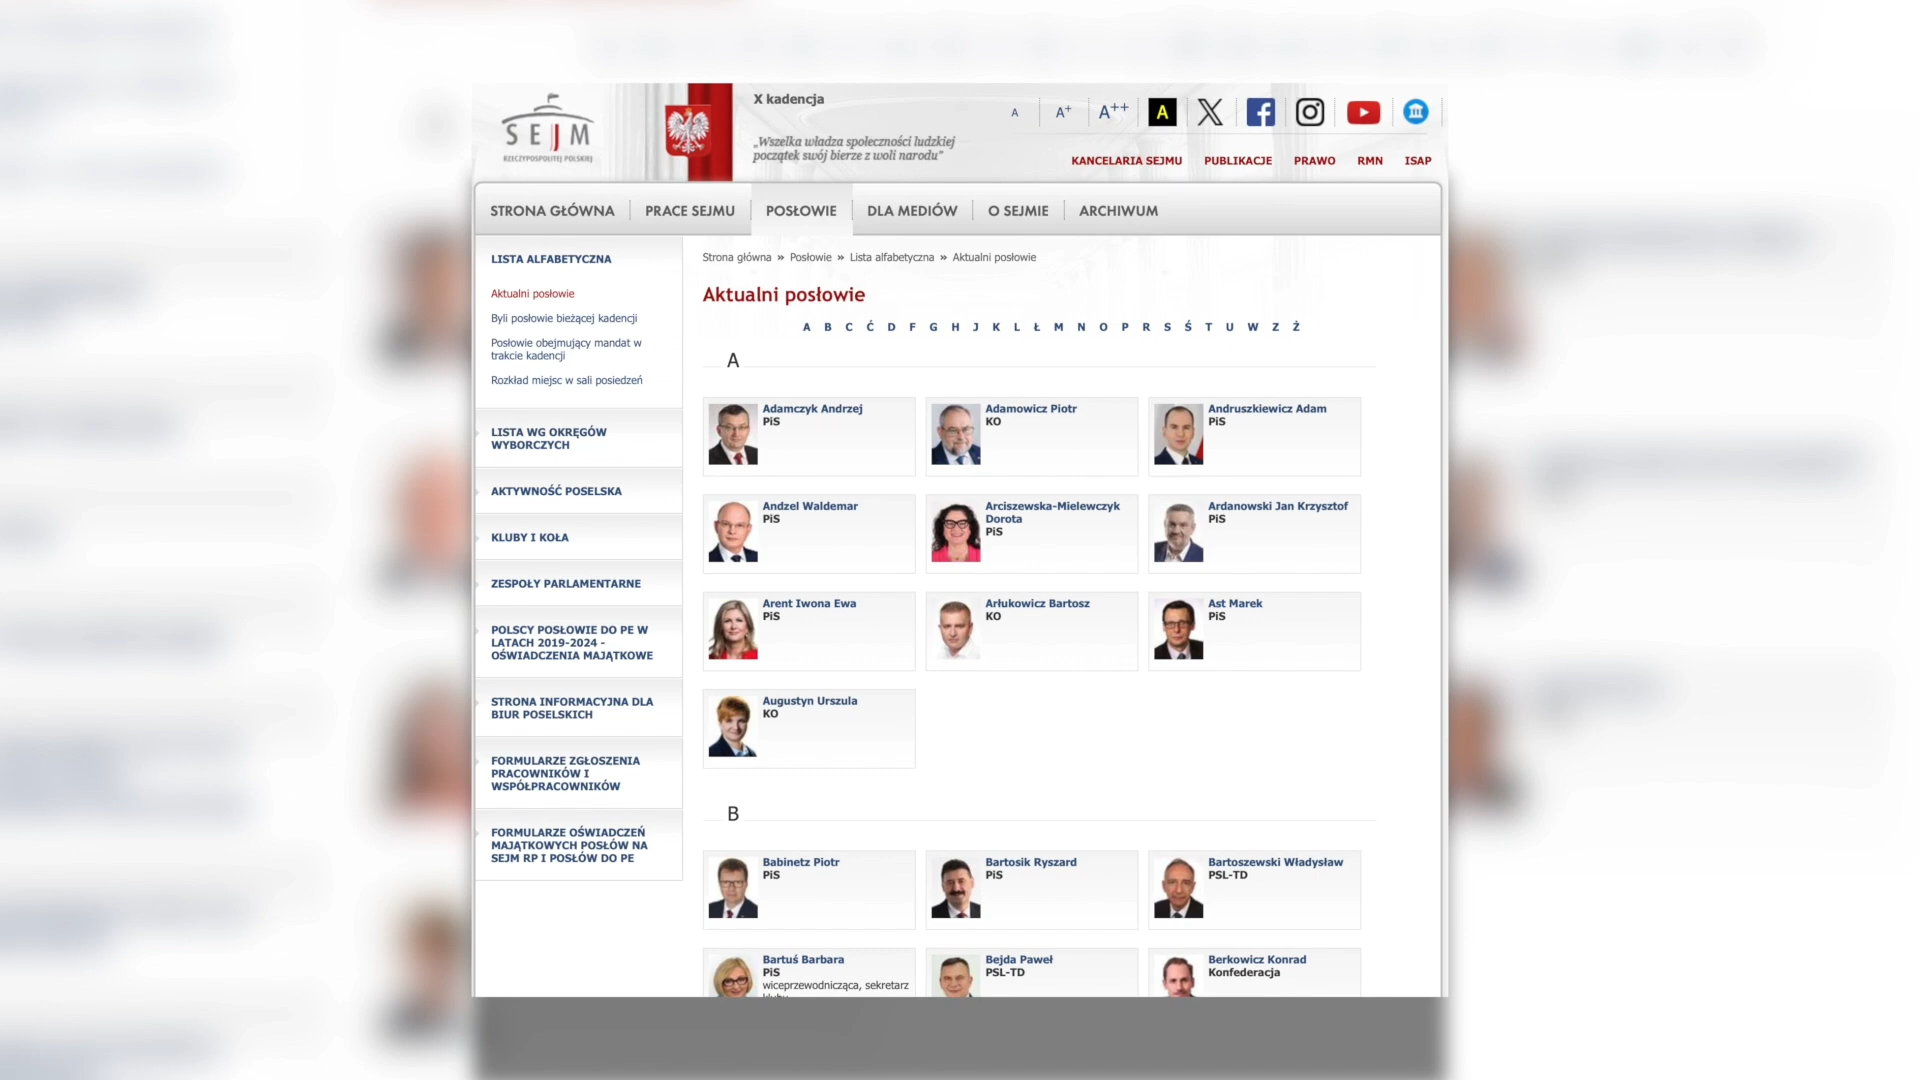 SEJM
RZECZYPOSPOLITEJ POLSKIEJ
X kadencja
„Wszelka władza społeczności ludzkiej
początek swój bierze z woli narodu”
A A+ A++ A
KANCELARIA SEJMU PUBLIKACJE PRAWO RMN ISAP
STRONA GŁÓWNA PRACE SEJMU POSŁOWIE DLA MEDIÓW O SEJMIE ARCHIWUM
LISTA ALFABETYCZNA
Aktualni posłowie
Byli posłowie bieżącej kadencji
Posłowie obejmujący mandat w
trakcie kadencji
Rozkład miejsc w sali posiedzeń
LISTA WG OKRĘGÓW
WYBORCZYCH
AKTYWNOŚĆ POSELSKA
KLUBY I KOŁA
ZESPOŁY PARLAMENTARNE
POLSCY POSŁOWIE DO PE W
LATACH 2019-2024 -
OŚWIADCZENIA MAJĄTKOWE
STRONA INFORMACYJNA DLA
BIUR POSELSKICH
FORMULARZE ZGŁOSZENIA
PRACOWNIKÓW I
WSPÓŁPRACOWNIKÓW
FORMULARZE OŚWIADCZEŃ
MAJĄTKOWYCH POSŁÓW NA
SEJM RP I POSŁÓW DO PE
Strona główna » Posłowie » Lista alfabetyczna » Aktualni posłowie
Aktualni posłowie
A B C Ć D F G H J K L Ł M N O P R S Ś T U W Z Ż
A
Adamczyk Andrzej
PiS
Adamowicz Piotr
KO
Andruszkiewicz Adam
PiS
Andzel Waldemar
PiS
Arciszewska-Mielewczyk
Dorota
PiS
Ardanowski Jan Krzysztof
PiS
Arent Iwona Ewa
PiS
Arłukowicz Bartosz
KO
Ast Marek
PiS
Augustyn Urszula
KO
B
Babinetz Piotr
PiS
Bartosik Ryszard
PiS
Bartoszewski Władysław
PSL-TD
Bartuś Barbara
PiS
wiceprzewodnicząca, sekretarz
klubu
Bejda Paweł
PSL-TD
Berkowicz Konrad
Konfederacja